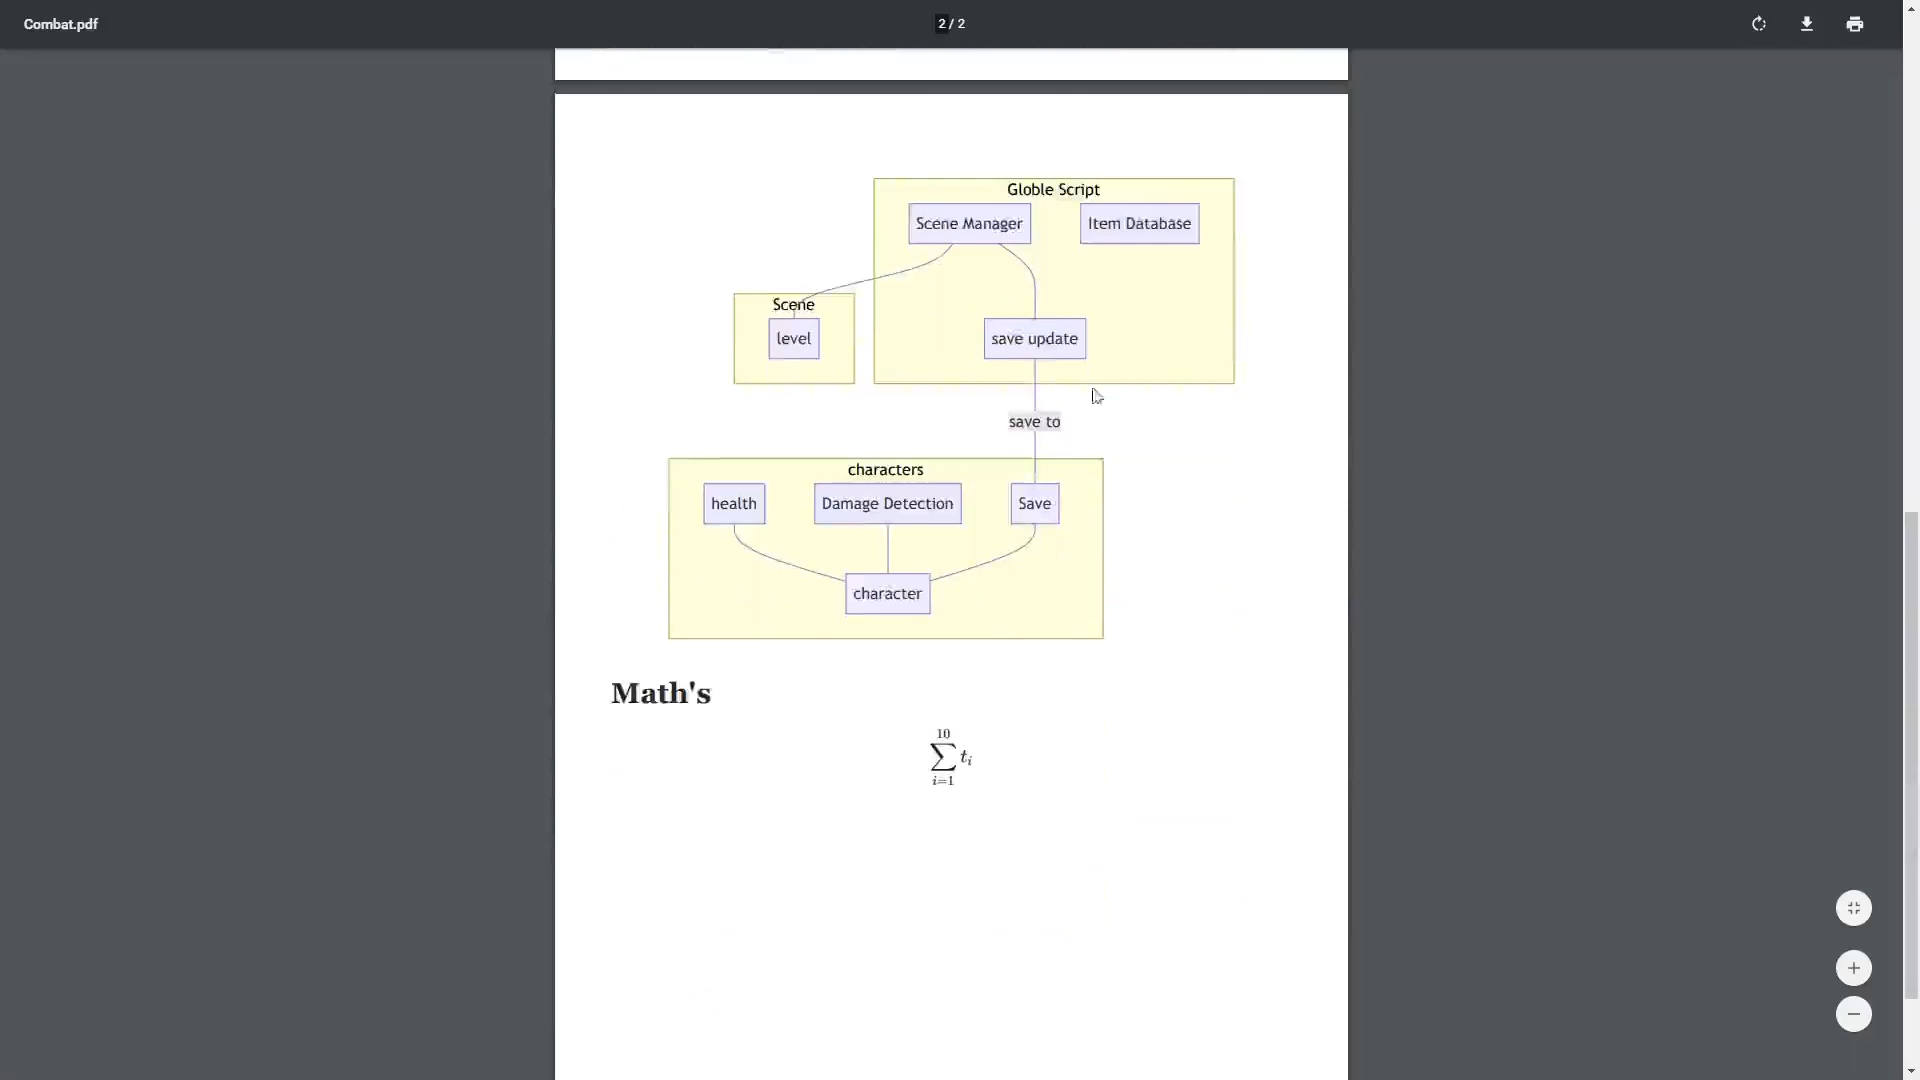 Combat.pdf
2 / 2
Globle Script
Scene Manager
Item Database
Scene
level
save update
save to
characters
health
Damage Detection
Save
character
Math's
10
∑ tᵢ
i=1